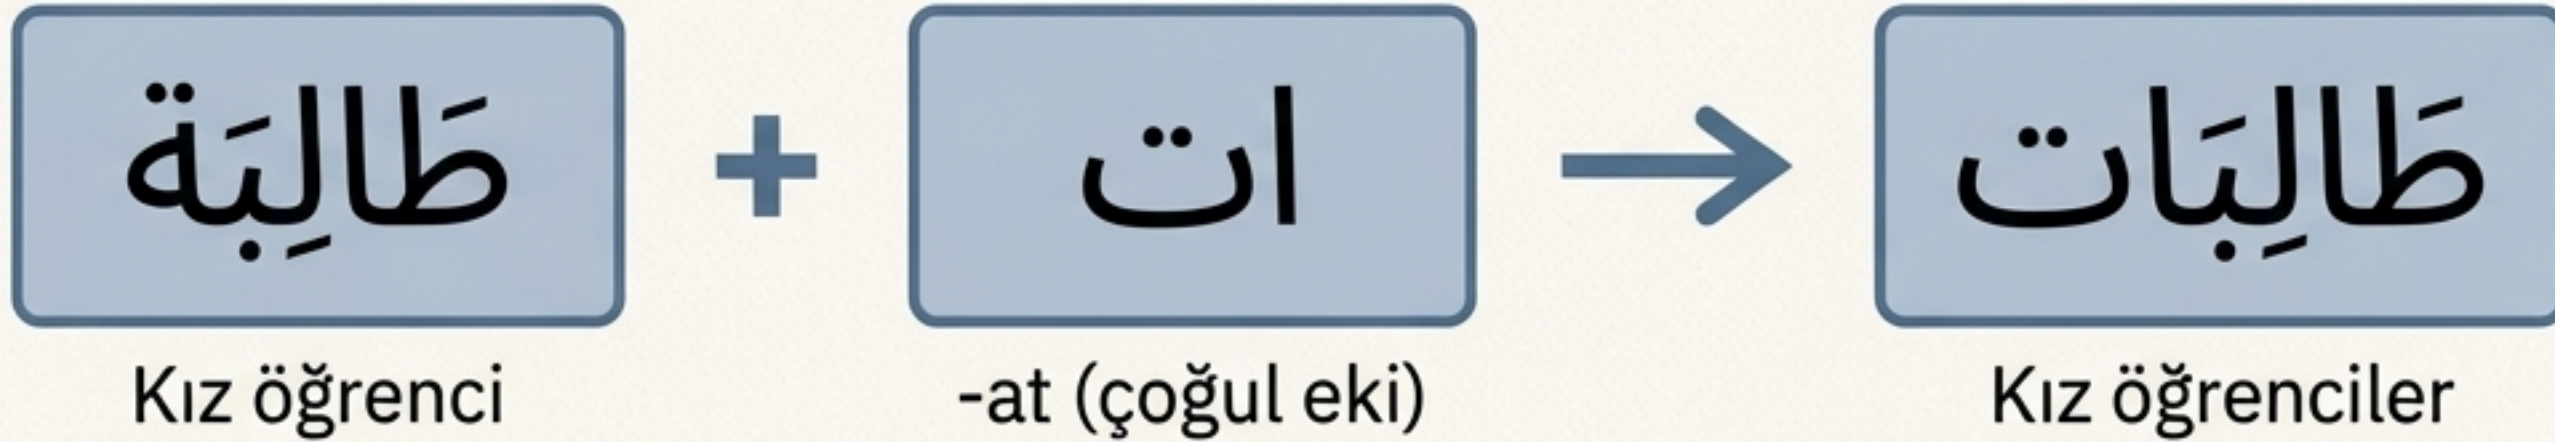 طَالِبَة + ات → طَالِبَات
Kız öğrenci -at (çoğul eki) Kız öğrenciler